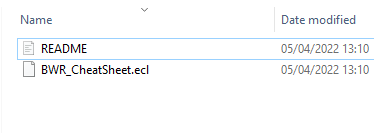 Name Date modified
README 05/04/2022 13:10
BWR_CheatSheet.ecl 05/04/2022 13:10